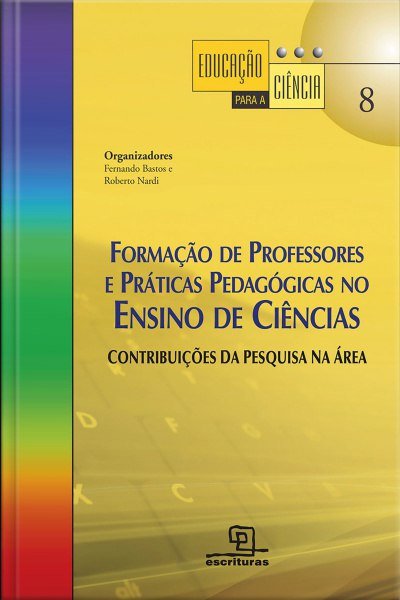 EDUCAÇÃO
PARA A
CIÊNCIA
8
Organizadores
Fernando Bastos e
Roberto Nardi
FORMAÇÃO DE PROFESSORES
E PRÁTICAS PEDAGÓGICAS NO
ENSINO DE CIÊNCIAS
CONTRIBUIÇÕES DA PESQUISA NA ÁREA
escrituras